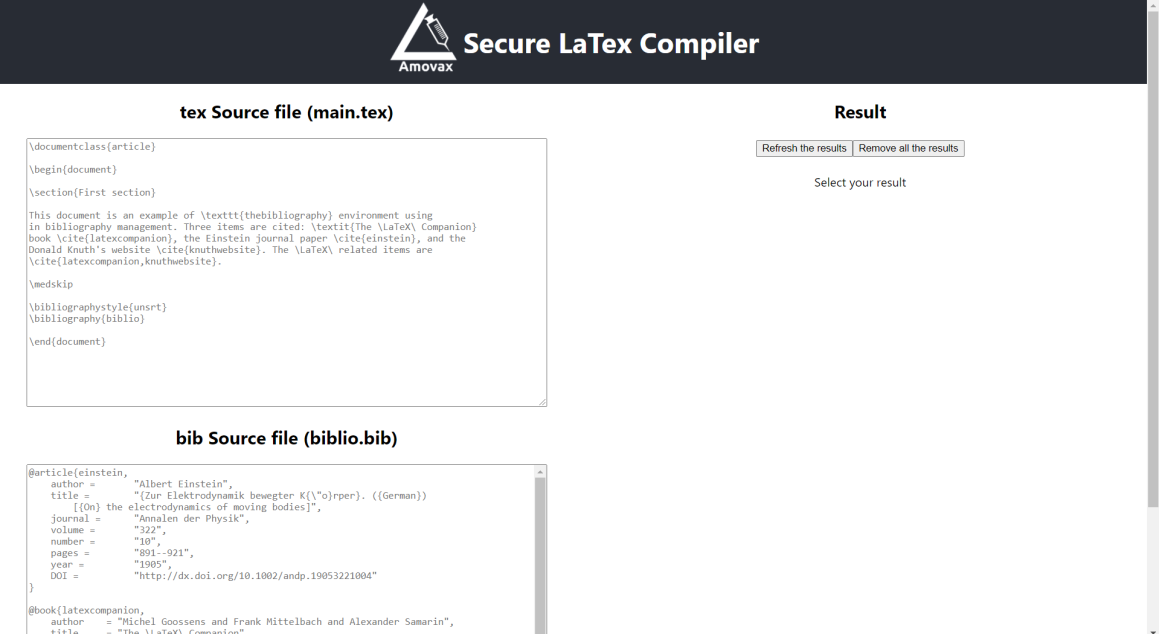 Amovax
Secure LaTex Compiler
tex Source file (main.tex)
\documentclass{article}
\begin{document}
\section{First section}
This document is an example of \texttt{thebibliography} environment using
in bibliography management. Three items are cited: \textit{The \LaTeX\ Companion}
book \cite{latexcompanion}, the Einstein journal paper \cite{einstein}, and the
Donald Knuth's website \cite{knuthwebsite}. The \LaTeX\ related items are
\cite{latexcompanion,knuthwebsite}.
\medskip
\bibliographystyle{unsrt}
\bibliography{biblio}
\end{document}
bib Source file (biblio.bib)
@article{einstein,
author = "Albert Einstein",
title = "{Zur Elektrodynamik bewegter K{\"o}rper}. ({German})
[{On} the electrodynamics of moving bodies]",
journal = "Annalen der Physik",
volume = "322",
number = "10",
pages = "891--921",
year = "1905",
DOI = "http://dx.doi.org/10.1002/andp.19053221004"
}
@book{latexcompanion,
author = "Michel Goossens and Frank Mittelbach and Alexander Samarin",
title = "The \LaTeX\ Companion"
Result
Refresh the results
Remove all the results
Select your result